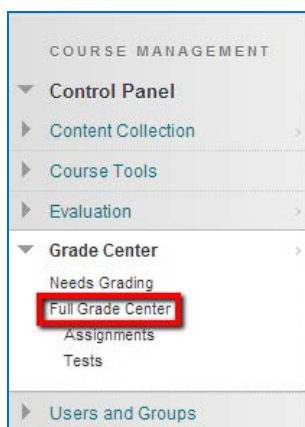 COURSE MANAGEMENT
Control Panel
Content Collection
Course Tools
Evaluation
Grade Center
Needs Grading
Full Grade Center
Assignments
Tests
Users and Groups